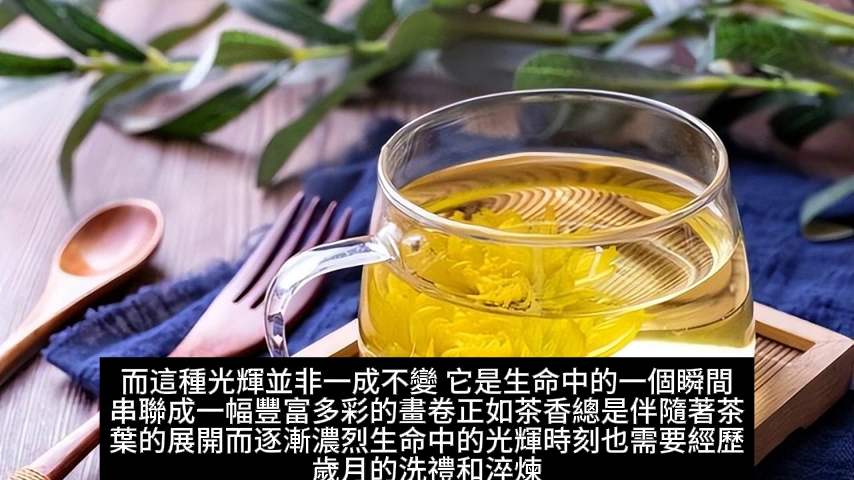 而這種光輝並非一成不變 它是生命中的一個瞬間
串聯成一幅豐富多彩的畫卷正如茶香總是伴隨著茶
葉的展開而逐漸濃烈生命中的光輝時刻也需要經歷
歲月的洗禮和淬煉